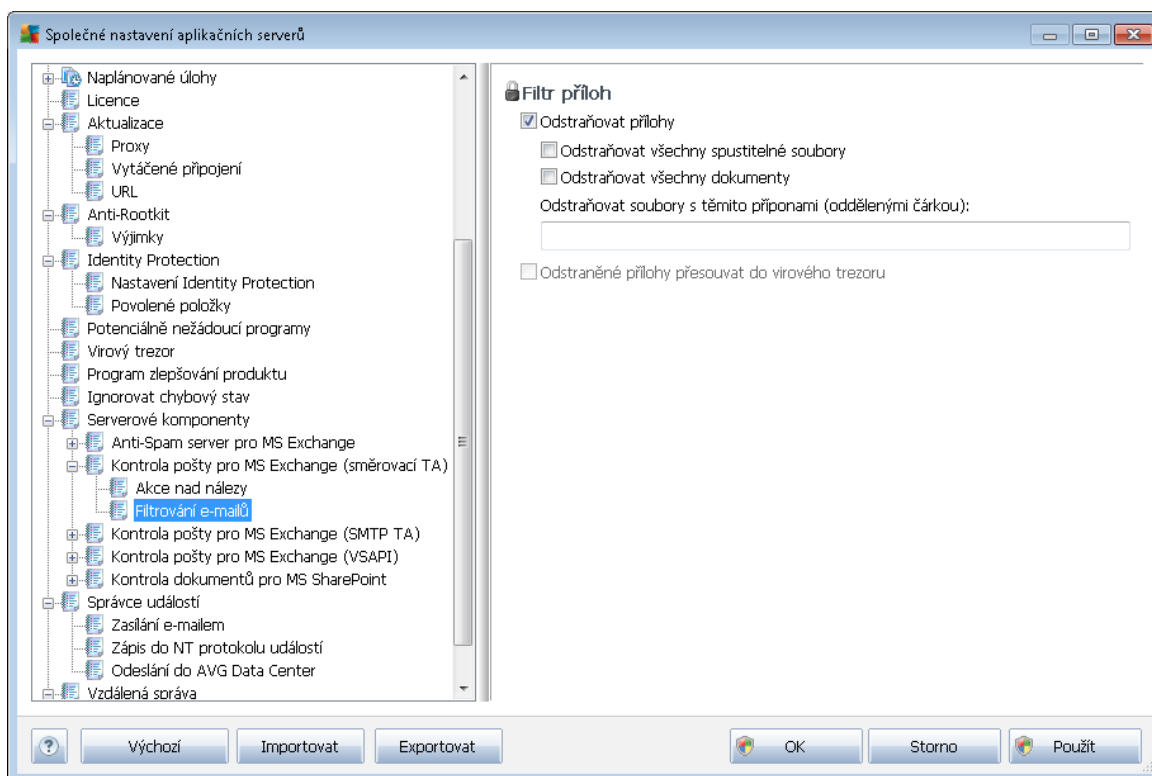 Společné nastavení aplikačních serverů
Naplánované úlohy
Licence
Aktualizace
Proxy
Vytáčené připojení
URL
Anti-Rootkit
Výjimky
Identity Protection
Nastavení Identity Protection
Povolené položky
Potenciálně nežádoucí programy
Virový trezor
Program zlepšování produktu
Ignorovat chybový stav
Serverové komponenty
Anti-Spam server pro MS Exchange
Kontrola pošty pro MS Exchange (směrovací TA)
Akce nad nálezy
Filtrování e-mailů
Kontrola pošty pro MS Exchange (SMTP TA)
Kontrola pošty pro MS Exchange (VSAPI)
Kontrola dokumentů pro MS SharePoint
Správce událostí
Zasílání e-mailem
Zápis do NT protokolu událostí
Odeslání do AVG Data Center
Vzdálená správa
Filtr příloh
Odstraňovat přílohy
Odstraňovat všechny spustitelné soubory
Odstraňovat všechny dokumenty
Odstraňovat soubory s těmito příponami (oddělenými čárkou):
Odstraněné přílohy přesouvat do virového trezoru
? Výchozí Importovat Exportovat OK Storno Použít